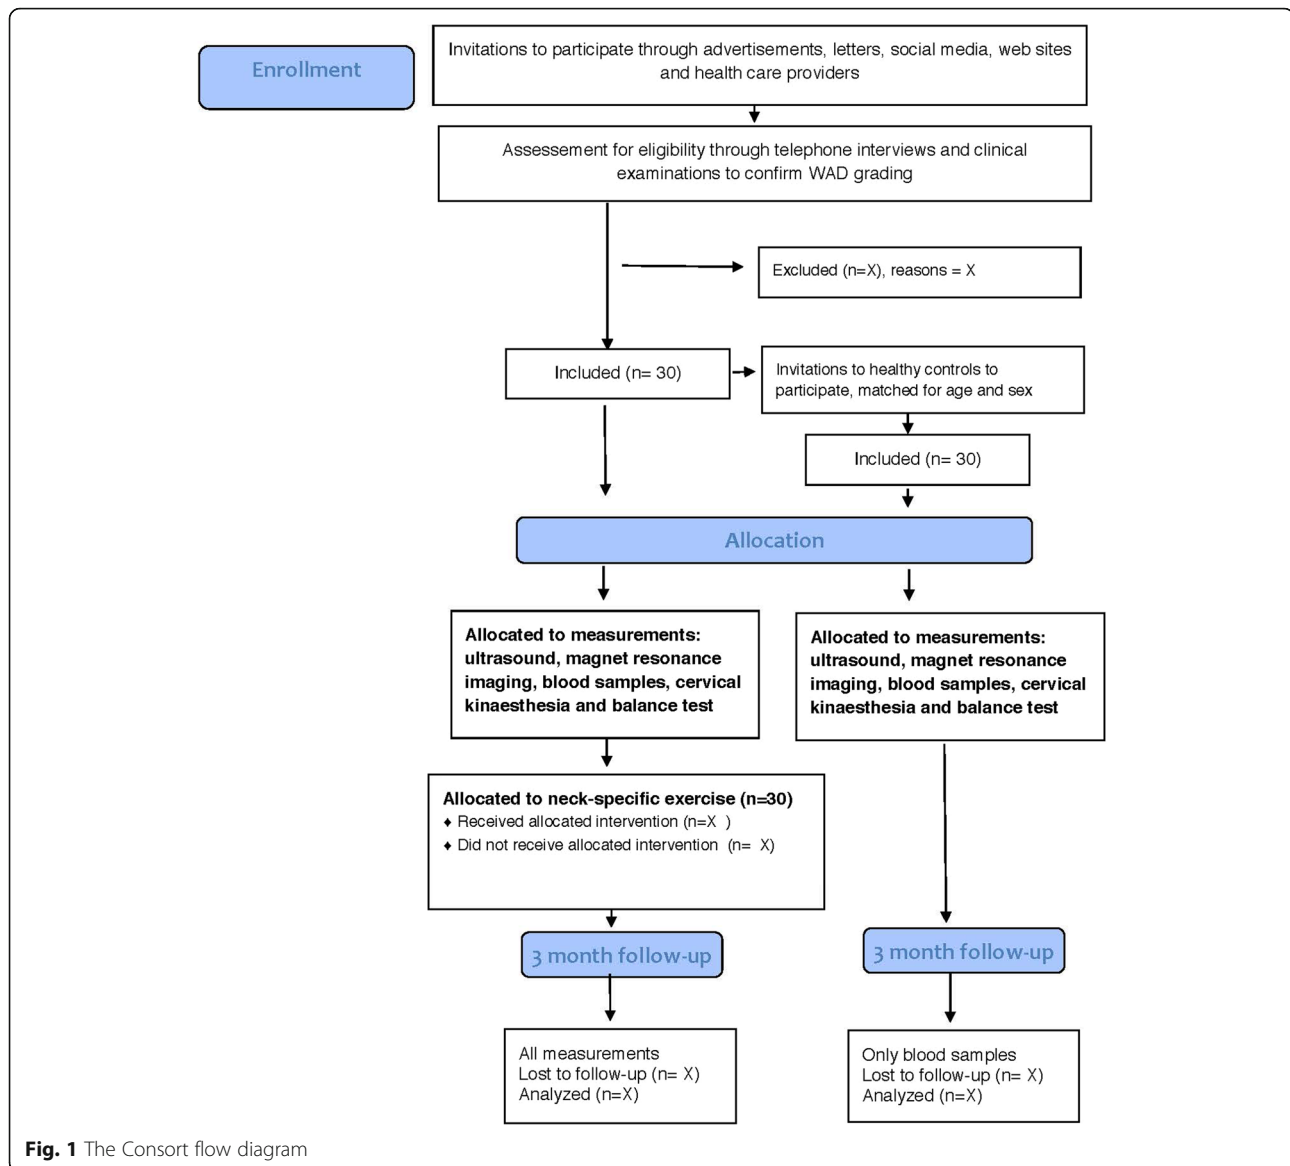 Enrollment
Invitations to participate through advertisements, letters, social media, web sites
and health care providers
Assessement for eligibility through telephone interviews and clinical
examinations to confirm WAD grading
Excluded (n=X), reasons = X
Included (n= 30)
Invitations to healthy controls to
participate, matched for age and sex
Included (n= 30)
Allocation
Allocated to measurements:
ultrasound, magnet resonance
imaging, blood samples, cervical
kinaesthesia and balance test
Allocated to measurements:
ultrasound, magnet resonance
imaging, blood samples, cervical
kinaesthesia and balance test
Allocated to neck-specific exercise (n=30)
♦ Received allocated intervention (n=X )
♦ Did not receive allocated intervention (n= X)
3 month follow-up
3 month follow-up
All measurements
Lost to follow-up (n= X)
Analyzed (n=X)
Only blood samples
Lost to follow-up (n= X)
Analyzed (n=X)
Fig. 1 The Consort flow diagram